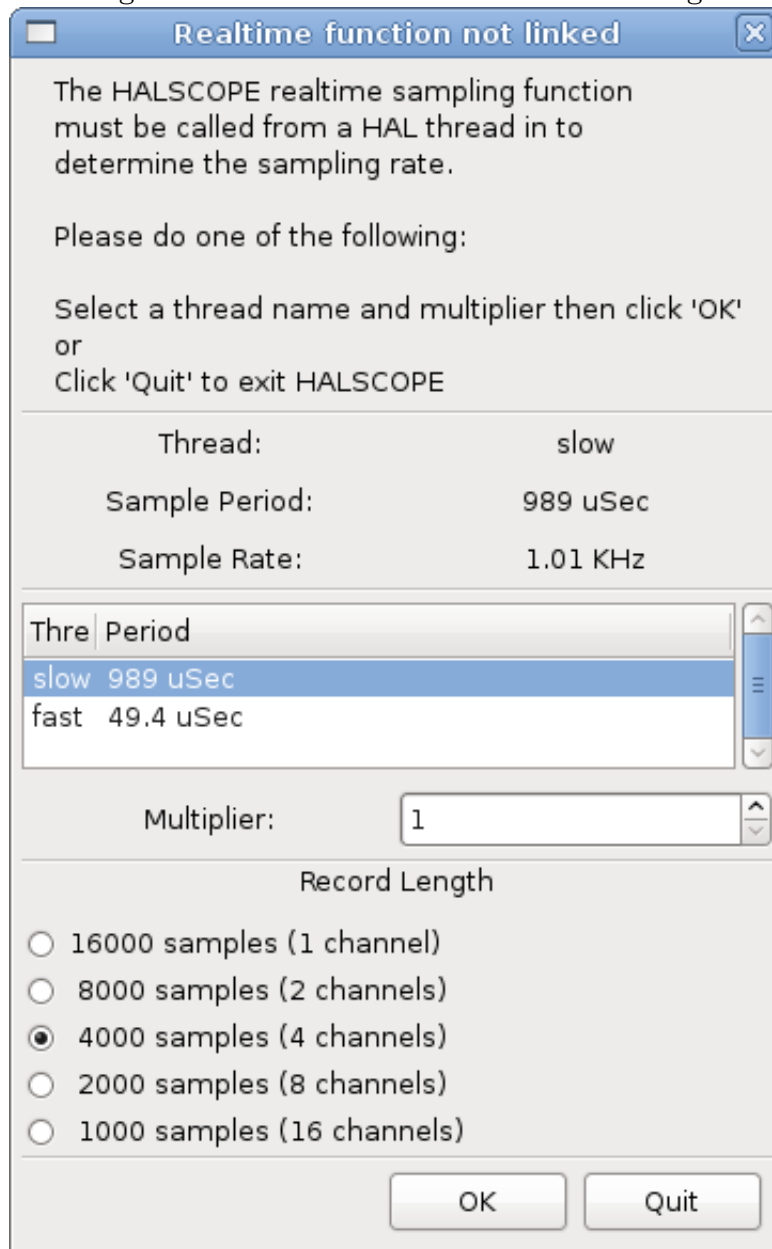 Realtime function not linked
The HALSCOPE realtime sampling function
must be called from a HAL thread in to
determine the sampling rate.
Please do one of the following:
Select a thread name and multiplier then click 'OK'
or
Click 'Quit' to exit HALSCOPE
Thread: slow
Sample Period: 989 uSec
Sample Rate: 1.01 KHz
Thre Period
slow 989 uSec
fast 49.4 uSec
Multiplier: 1
Record Length
16000 samples (1 channel)
8000 samples (2 channels)
4000 samples (4 channels)
2000 samples (8 channels)
1000 samples (16 channels)
OK Quit